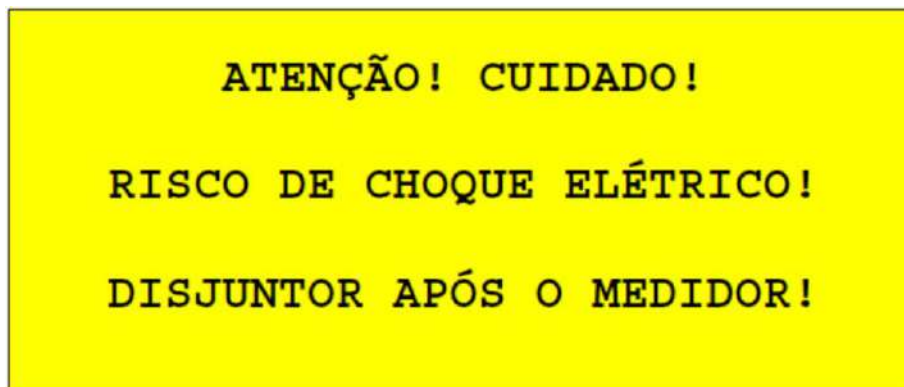 ATENÇÃO! CUIDADO!
RISCO DE CHOQUE ELÉTRICO!
DISJUNTOR APÓS O MEDIDOR!